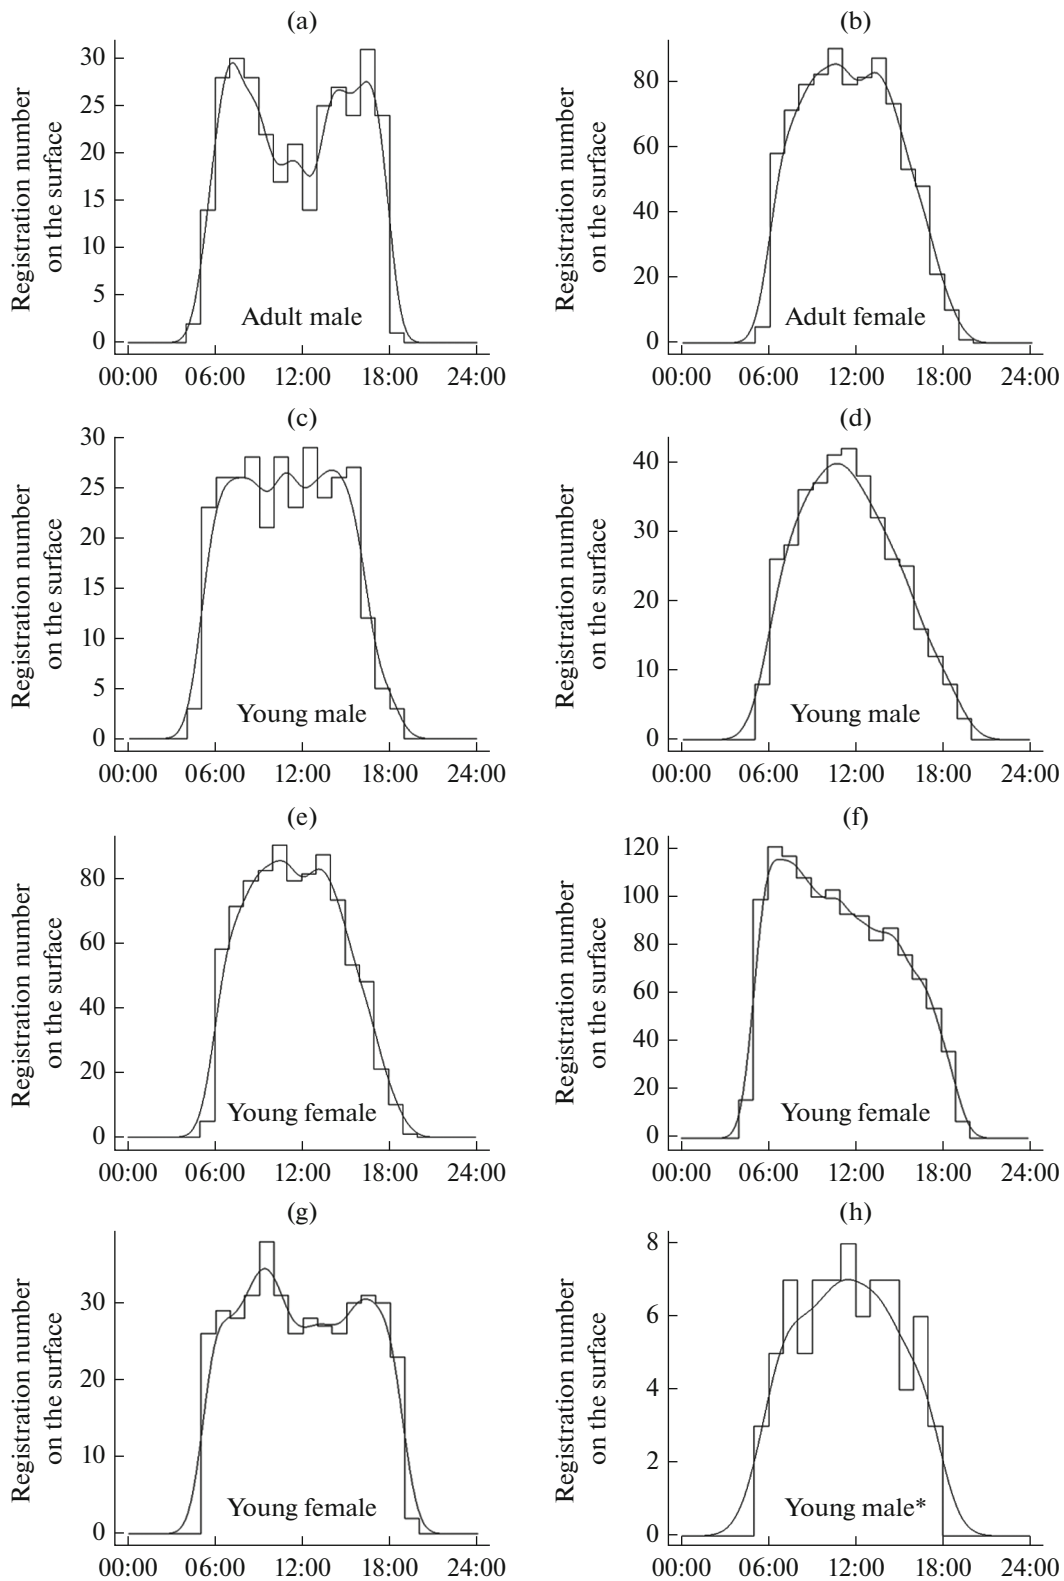 (a)
Registration number
on the surface
30
25
20
15
10
5
0
Adult male
00:00 06:00 12:00 18:00 24:00
(b)
Registration number
on the surface
80
60
40
20
0
Adult female
00:00 06:00 12:00 18:00 24:00
(c)
Registration number
on the surface
30
25
20
15
10
5
0
Young male
00:00 06:00 12:00 18:00 24:00
(d)
Registration number
on the surface
40
30
20
10
0
Young male
00:00 06:00 12:00 18:00 24:00
(e)
Registration number
on the surface
80
60
40
20
0
Young female
00:00 06:00 12:00 18:00 24:00
(f)
Registration number
on the surface
120
100
80
60
40
20
0
Young female
00:00 06:00 12:00 18:00 24:00
(g)
Registration number
on the surface
30
20
10
0
Young female
00:00 06:00 12:00 18:00 24:00
(h)
Registration number
on the surface
8
6
4
2
0
Young male*
00:00 06:00 12:00 18:00 24:00